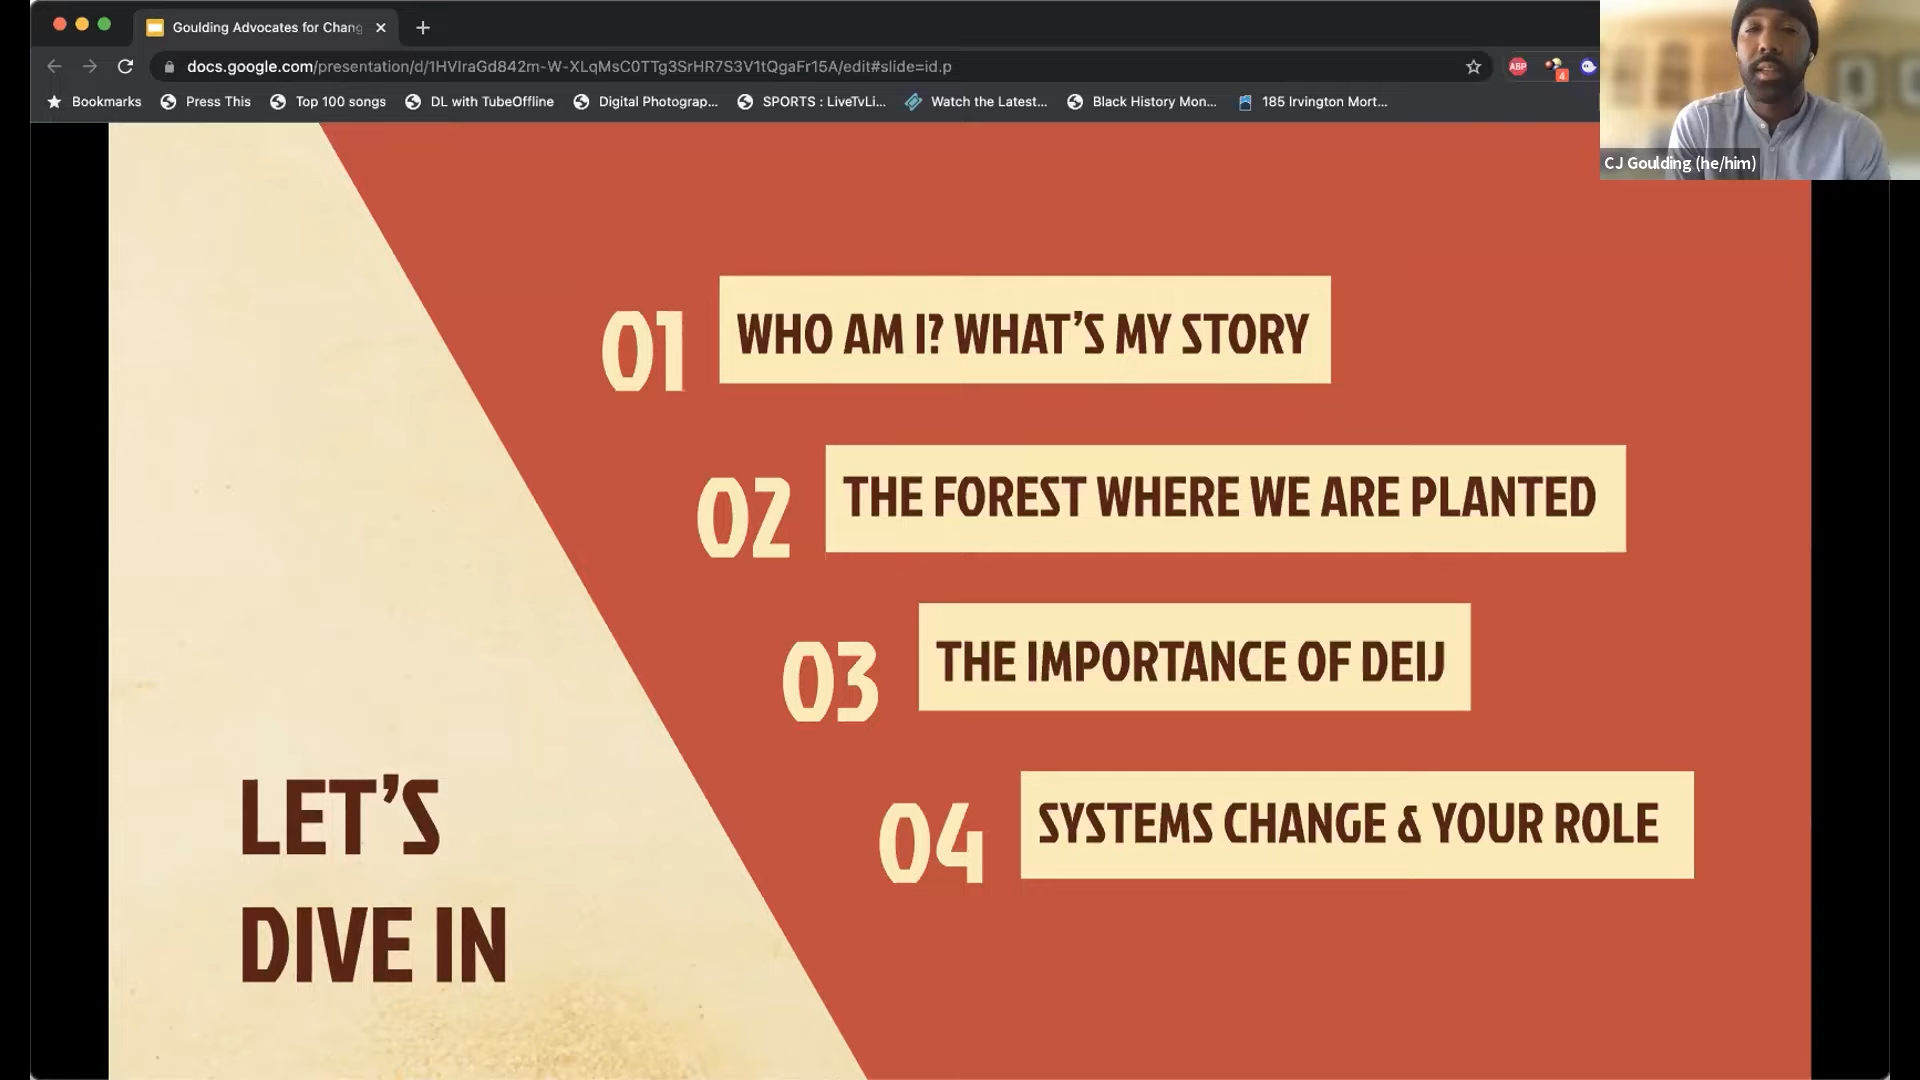 Goulding Advocates for Chang
docs.google.com/presentation/d/1HVIraGd842m-W-XLqMsC0TTg3SrHR7S3V1tQgaFr15A/edit#slide=id.p
ABP
4
Bookmarks Press This Top 100 songs DL with TubeOffline Digital Photograp... SPORTS : LiveTvLi... Watch the Latest... Black History Mon... 185 Irvington Mort...
CJ Goulding (he/him)
01 WHO AM I? WHAT'S MY STORY
02 THE FOREST WHERE WE ARE PLANTED
03 THE IMPORTANCE OF DEIJ
04 SYSTEMS CHANGE & YOUR ROLE
LET'S
DIVE IN